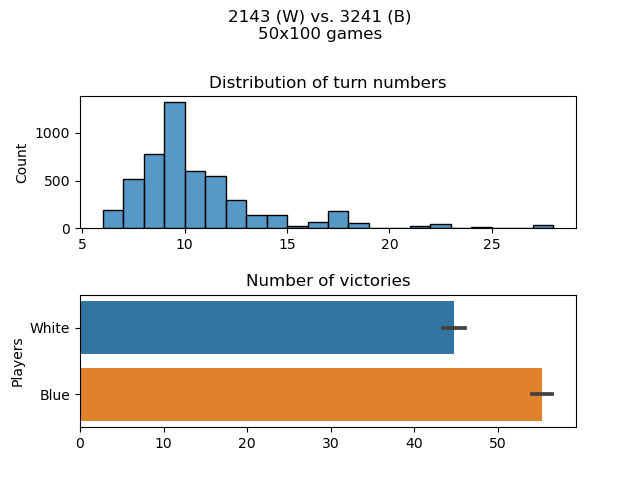 2143 (W) vs. 3241 (B)
50x100 games
Distribution of turn numbers
Count
1000
500
0
5 10 15 20 25
Number of victories
Players
White
Blue
0 10 20 30 40 50